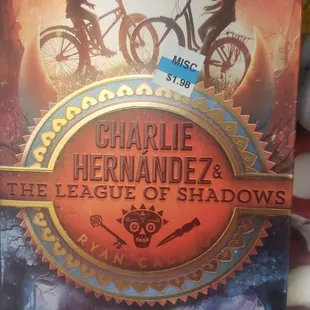 MISC
$1.98
CHARLIE
HERNÁNDEZ &
THE LEAGUE OF SHADOWS
RYAN